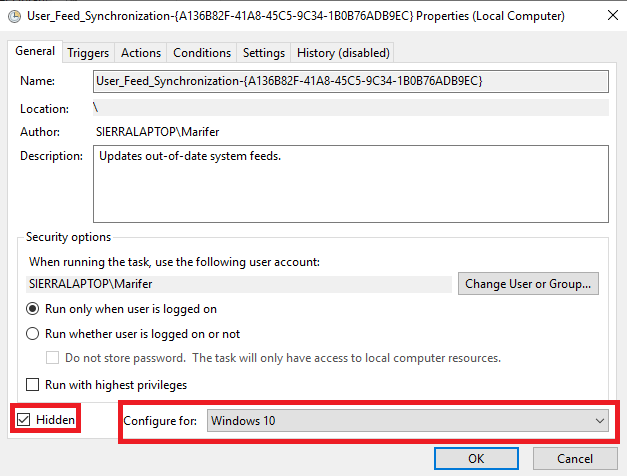 User_Feed_Synchronization-{A136B82F-41A8-45C5-9C34-1B0B76ADB9EC} Properties (Local Computer)
General Triggers Actions Conditions Settings History (disabled)
Name: User_Feed_Synchronization-{A136B82F-41A8-45C5-9C34-1B0B76ADB9EC}
Location: \
Author: SIERRALAPTOP\Marifer
Description: Updates out-of-date system feeds.
Security options
When running the task, use the following user account:
SIERRALAPTOP\Marifer Change User or Group...
Run only when user is logged on
Run whether user is logged on or not
Do not store password. The task will only have access to local computer resources.
Run with highest privileges
Hidden Configure for: Windows 10
OK Cancel